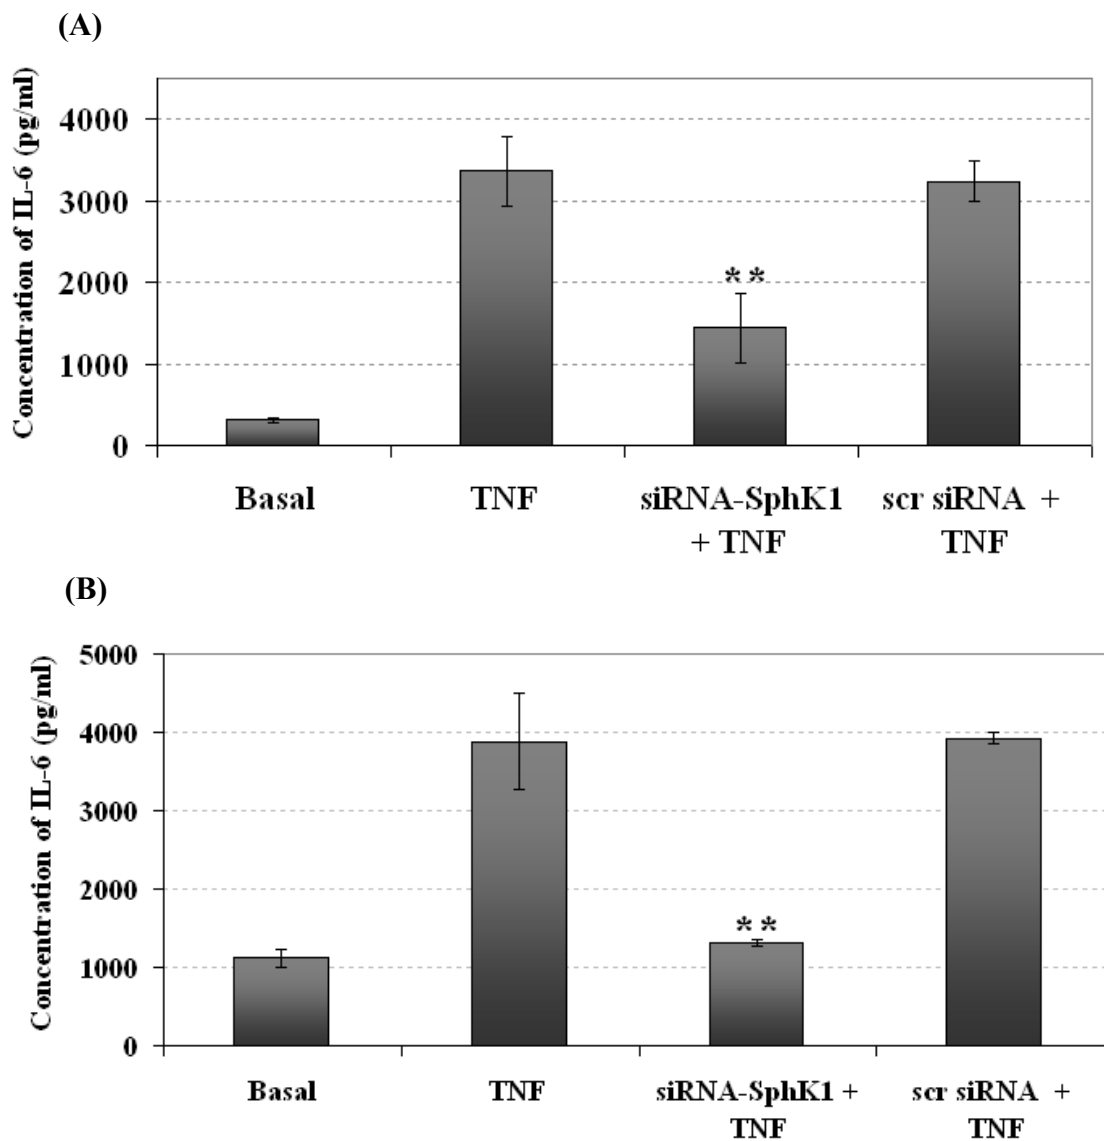 (A)
Concentration of IL-6 (pg/ml)
4000
3000
2000
1000
0
**
Basal
TNF
siRNA-SphK1
+ TNF
scr siRNA +
TNF
(B)
Concentration of IL-6 (pg/ml)
5000
4000
3000
2000
1000
0
**
Basal
TNF
siRNA-SphK1 +
TNF
scr siRNA +
TNF